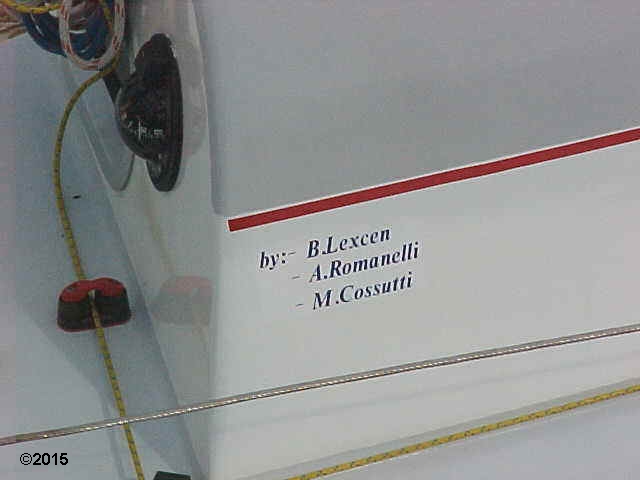 by:- B.Lexcen
- A.Romanelli
- M.Cossutti
©2015